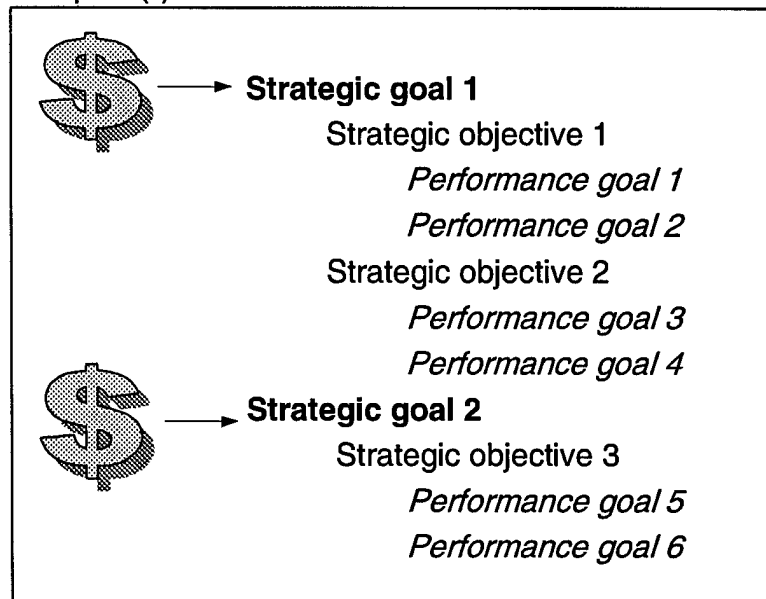 Strategic goal 1
Strategic objective 1
Performance goal 1
Performance goal 2
Strategic objective 2
Performance goal 3
Performance goal 4
Strategic goal 2
Strategic objective 3
Performance goal 5
Performance goal 6